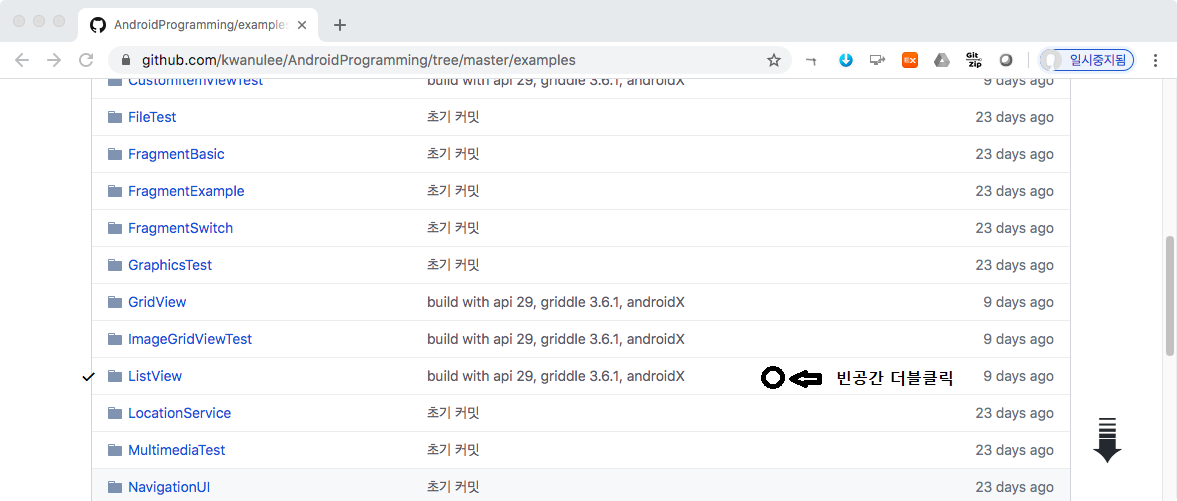 AndroidProgramming/examples
github.com/kwanulee/AndroidProgramming/tree/master/examples
EX
Git Zip
일시중지됨
CustomItemViewTest build with api 29, griddle 3.6.1, androidX 9 days ago
FileTest 초기 커밋 23 days ago
FragmentBasic 초기 커밋 23 days ago
FragmentExample 초기 커밋 23 days ago
FragmentSwitch 초기 커밋 23 days ago
GraphicsTest 초기 커밋 23 days ago
GridView build with api 29, griddle 3.6.1, androidX 9 days ago
ImageGridViewTest build with api 29, griddle 3.6.1, androidX 9 days ago
ListView build with api 29, griddle 3.6.1, androidX 빈공간 더블클릭 9 days ago
LocationService 초기 커밋 23 days ago
MultimediaTest 초기 커밋 23 days ago
NavigationUI 초기 커밋 23 days ago